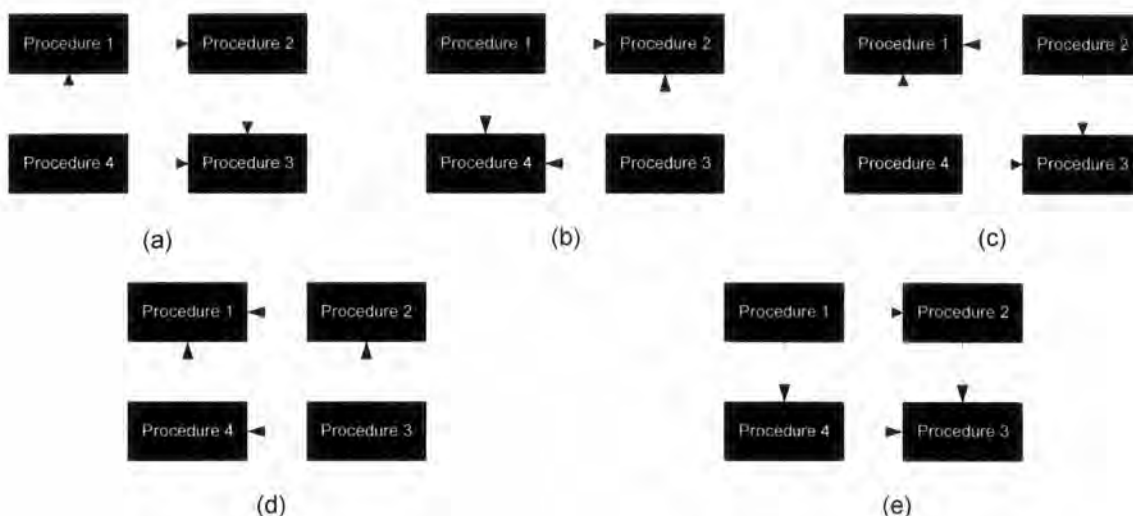 Procedure 1 Procedure 2 Procedure 1 Procedure 2 Procedure 1 Procedure 2
Procedure 4 Procedure 3 Procedure 4 Procedure 3 Procedure 4 Procedure 3
(a) (b) (c)
Procedure 1 Procedure 2 Procedure 1 Procedure 2
Procedure 4 Procedure 3 Procedure 4 Procedure 3
(d) (e)